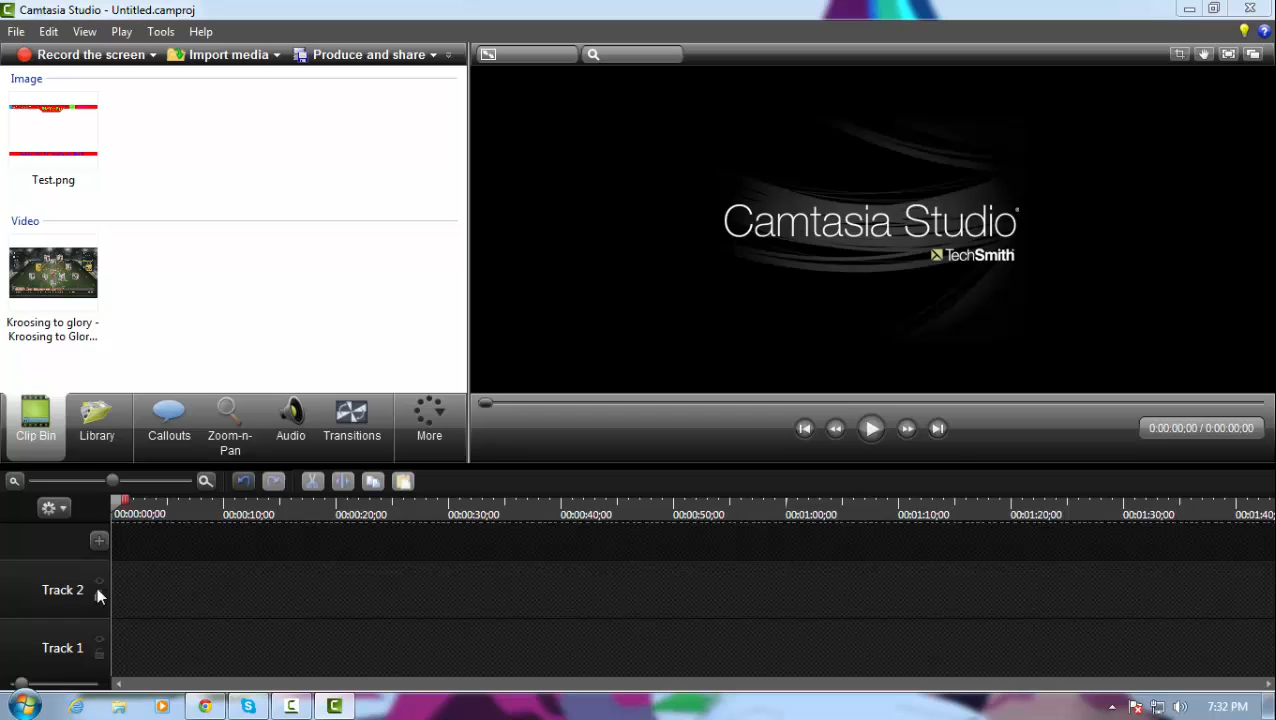 Camtasia Studio - Untitled.camproj
File Edit View Play Tools Help
Record the screen Import media Produce and share
Image
Test.png
Video
Kroosing to glory -
Kroosing to Glor...
Camtasia Studio
TechSmith
Clip Bin Library Callouts Zoom-n-
Pan Audio Transitions More
0:00:00;00 / 0:00:00;00
00:00:00;00 00:00:10;00 00:00:20;00 00:00:30;00 00:00:40;00 00:00:50;00 00:01:00;00 00:01:10;00 00:01:20;00 00:01:30;00 00:01:40;
Track 2
Track 1
7:32 PM